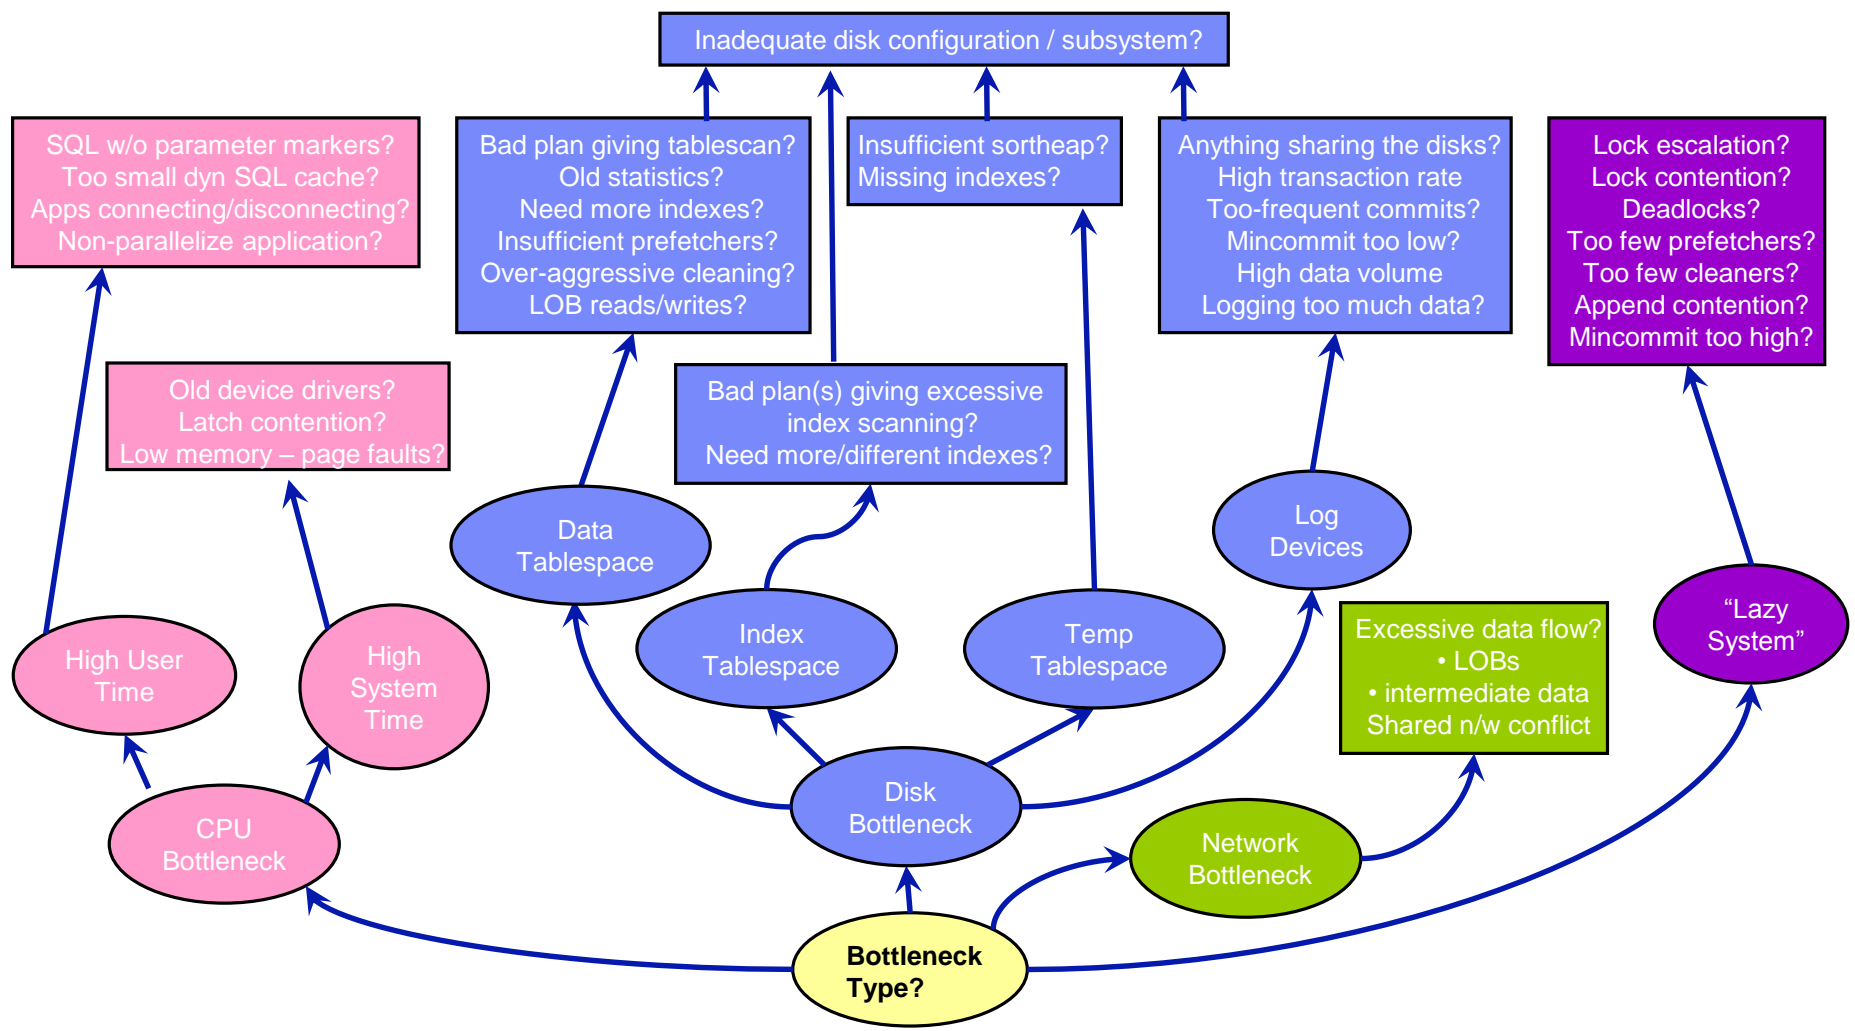 Inadequate disk configuration / subsystem?
SQL w/o parameter markers?
Too small dyn SQL cache?
Apps connecting/disconnecting?
Non-parallelize application?
Bad plan giving tablescan?
Old statistics?
Need more indexes?
Insufficient prefetchers?
Over-aggressive cleaning?
LOB reads/writes?
Insufficient sortheap?
Missing indexes?
Anything sharing the disks?
High transaction rate
Too-frequent commits?
Mincommit too low?
High data volume
Logging too much data?
Lock escalation?
Lock contention?
Deadlocks?
Too few prefetchers?
Too few cleaners?
Append contention?
Mincommit too high?
Old device drivers?
Latch contention?
Low memory – page faults?
Bad plan(s) giving excessive
index scanning?
Need more/different indexes?
Data
Tablespace
Log
Devices
Index
Tablespace
Temp
Tablespace
Excessive data flow?
• LOBs
• intermediate data
Shared n/w conflict
“Lazy
System”
High User
Time
High
System
Time
CPU
Bottleneck
Disk
Bottleneck
Network
Bottleneck
Bottleneck
Type?